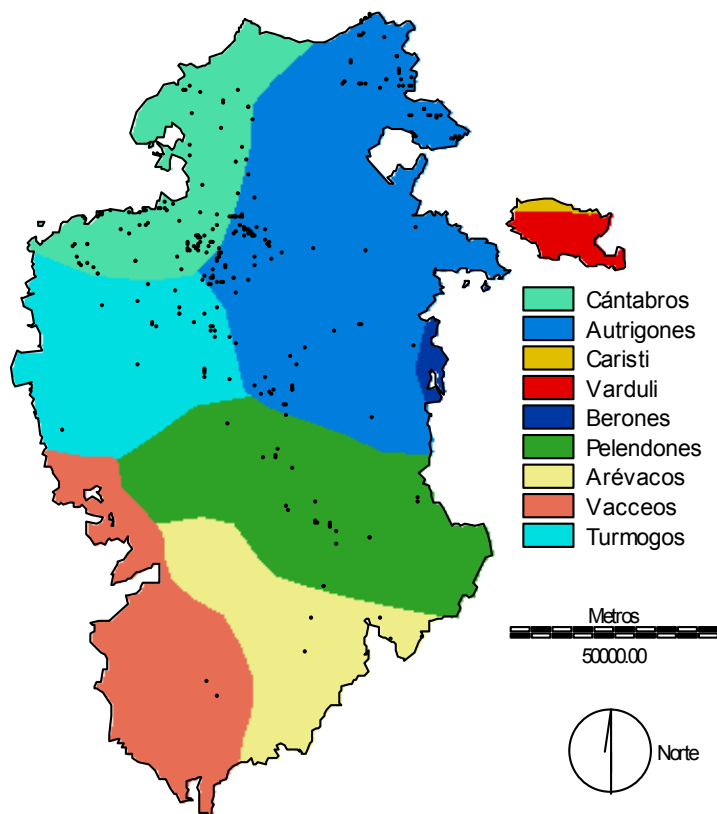 Cántabros
Autrigones
Caristi
Varduli
Berones
Pelendones
Arévacos
Vacceos
Turmogos
Metros
50000.00
Norte